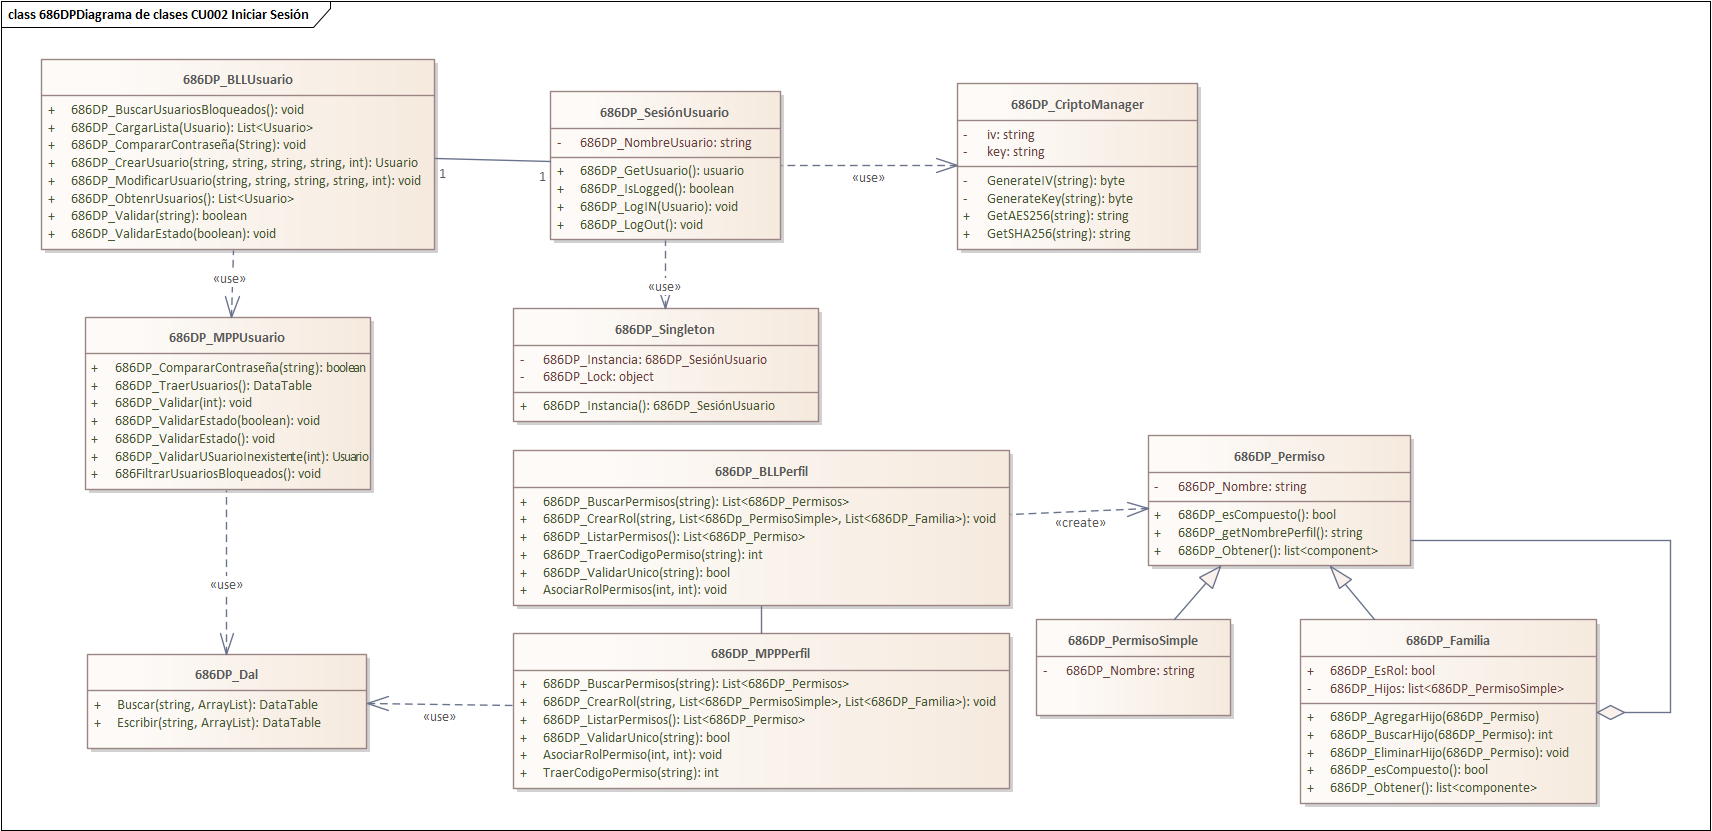 class 686DPDiagrama de clases CU002 Iniciar Sesión
686DP_BLLUsuario
+ 686DP_BuscarUsuariosBloqueados(): void
+ 686DP_CargarLista(Usuario): List<Usuario>
+ 686DP_CompararContraseña(String): void
+ 686DP_CrearUsuario(string, string, string, string, int): Usuario
+ 686DP_ModificarUsuario(string, string, string, string, int): void
+ 686DP_ObtenrUsuarios(): List<Usuario>
+ 686DP_Validar(string): boolean
+ 686DP_ValidarEstado(boolean): void
1
1
686DP_SesiónUsuario
- 686DP_NombreUsuario: string
+ 686DP_GetUsuario(): usuario
+ 686DP_IsLogged(): boolean
+ 686DP_LogIN(Usuario): void
+ 686DP_LogOut(): void
«use»
686DP_CriptoManager
- iv: string
- key: string
- GenerateIV(string): byte
- GenerateKey(string): byte
+ GetAES256(string): string
+ GetSHA256(string): string
«use»
«use»
686DP_MPPUsuario
+ 686DP_CompararContraseña(string): boolean
+ 686DP_TraerUsuarios(): DataTable
+ 686DP_Validar(int): void
+ 686DP_ValidarEstado(boolean): void
+ 686DP_ValidarEstado(): void
+ 686DP_ValidarUSuarioInexistente(int): Usuario
+ 686FiltrarUsuariosBloqueados(): void
686DP_Singleton
- 686DP_Instancia: 686DP_SesiónUsuario
- 686DP_Lock: object
+ 686DP_Instancia(): 686DP_SesiónUsuario
686DP_BLLPerfil
+ 686DP_BuscarPermisos(string): List<686DP_Permisos>
+ 686DP_CrearRol(string, List<686Dp_PermisoSimple>, List<686DP_Familia>): void
+ 686DP_ListarPermisos(): List<686DP_Permiso>
+ 686DP_TraerCodigoPermiso(string): int
+ 686DP_ValidarUnico(string): bool
+ AsociarRolPermisos(int, int): void
«create»
686DP_Permiso
- 686DP_Nombre: string
+ 686DP_esCompuesto(): bool
+ 686DP_getNombrePerfil(): string
+ 686DP_Obtener(): list<component>
«use»
686DP_Dal
+ Buscar(string, ArrayList): DataTable
+ Escribir(string, ArrayList): DataTable
«use»
686DP_MPPPerfil
+ 686DP_BuscarPermisos(string): List<686DP_Permisos>
+ 686DP_CrearRol(string, List<686DP_PermisoSimple>, List<686DP_Familia>): void
+ 686DP_ListarPermisos(): List<686DP_Permiso>
+ 686DP_ValidarUnico(string): bool
+ AsociarRolPermiso(int, int): void
+ TraerCodigoPermiso(string): int
686DP_PermisoSimple
- 686DP_Nombre: string
686DP_Familia
+ 686DP_EsRol: bool
- 686DP_Hijos: list<686DP_PermisoSimple>
+ 686DP_AgregarHijo(686DP_Permiso)
+ 686DP_BuscarHijo(686DP_Permiso): int
+ 686DP_EliminarHijo(686DP_Permiso): void
+ 686DP_esCompuesto(): bool
+ 686DP_Obtener(): list<componente>